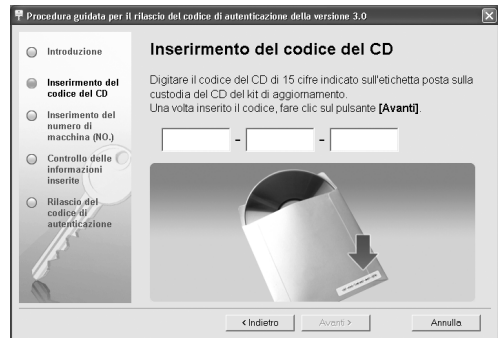 Procedura guidata per il rilascio del codice di autenticazione della versione 3.0
Introduzione
Inserirmento del
codice del CD
Inserimento del
numero di
macchina (NO.)
Controllo delle
informazioni
inserite
Rilascio del
codice di
autenticazione
Inserirmento del codice del CD
Digitare il codice del CD di 15 cifre indicato sull'etichetta posta sulla
custodia del CD del kit di aggiornamento.
Una volta inserito il codice, fare clic sul pulsante [Avanti].
- -
< Indietro
Avanti >
Annulla